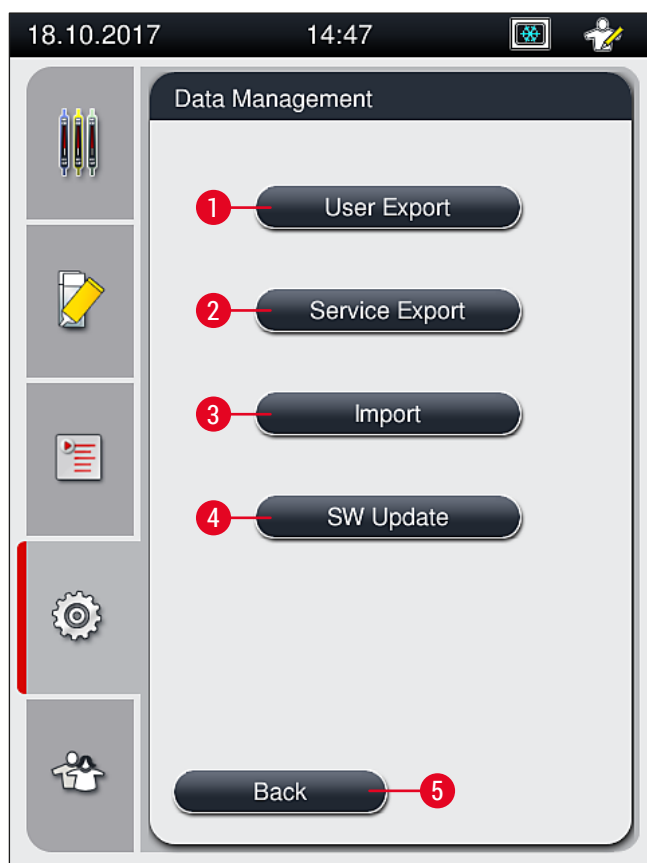 18.10.2017 14:47
Data Management
1 User Export
2 Service Export
3 Import
4 SW Update
Back 5